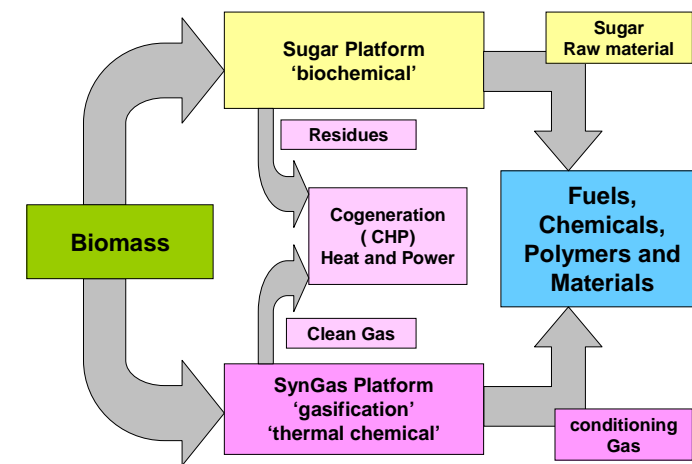 Sugar Platform
‘biochemical’
Sugar
Raw material
Residues
Biomass
Cogeneration
( CHP)
Heat and Power
Fuels,
Chemicals,
Polymers and
Materials
Clean Gas
SynGas Platform
‘gasification’
‘thermal chemical’
conditioning
Gas